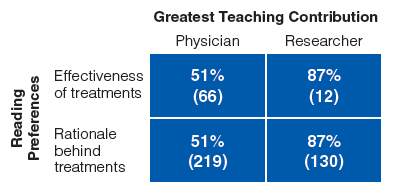 Greatest Teaching Contribution
Physician Researcher
Reading
Preferences
Effectiveness
of treatments
51%
(66)
87%
(12)
Rationale
behind
treatments
51%
(219)
87%
(130)